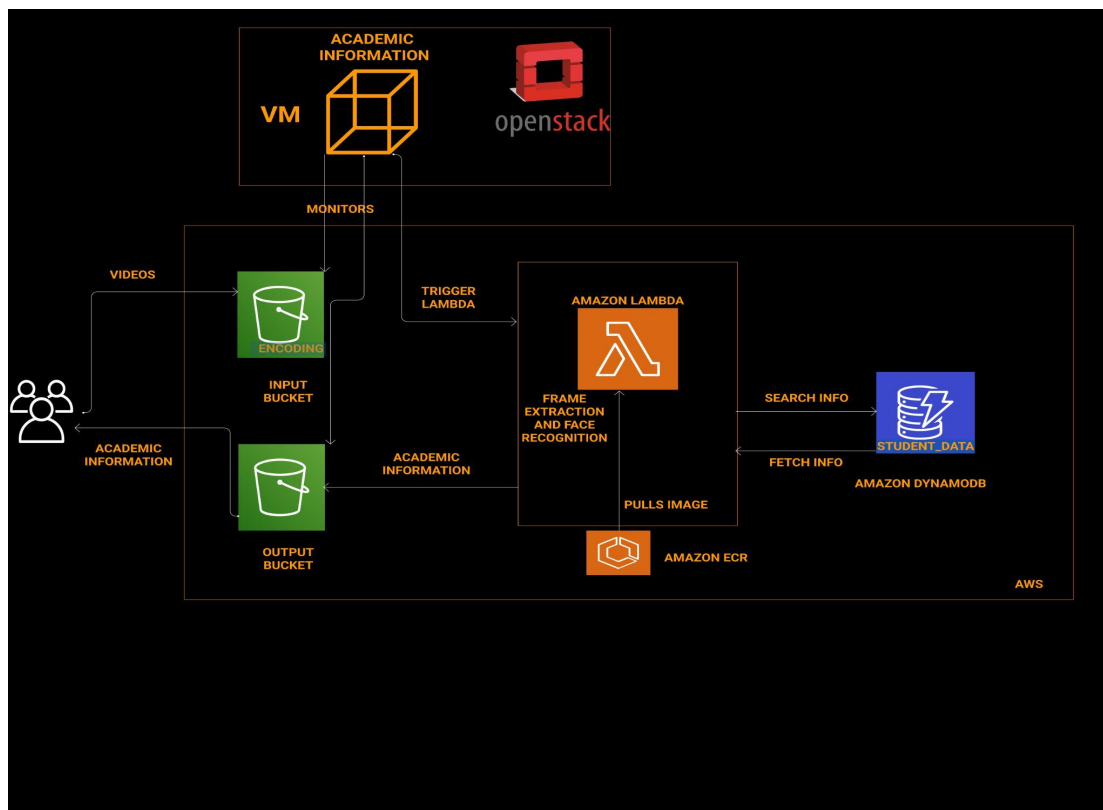 ACADEMIC
INFORMATION
VM
openstack
MONITORS
VIDEOS
TRIGGER
LAMBDA
AMAZON LAMBDA
ENCODING
INPUT
BUCKET
FRAME
EXTRACTION
AND FACE
RECOGNITION
SEARCH INFO
STUDENT_DATA
FETCH INFO
AMAZON DYNAMODB
ACADEMIC
INFORMATION
ACADEMIC
INFORMATION
PULLS IMAGE
OUTPUT
BUCKET
AMAZON ECR
AWS